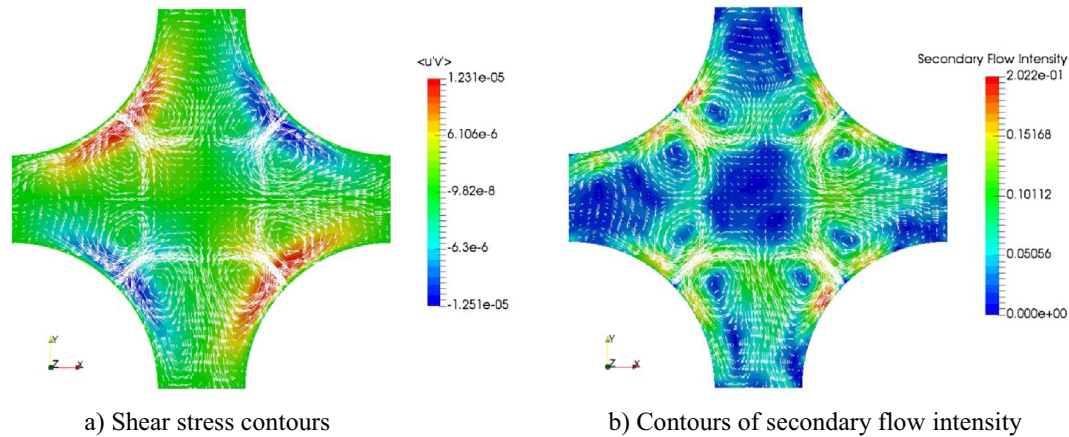 <u'v'>
1.231e-05
6.106e-6
-9.82e-8
-6.3e-6
-1.251e-05
Y
Z X
a) Shear stress contours
Secondary Flow Intensity
2.022e-01
0.15168
0.10112
0.05056
0.000e+00
Y
Z X
b) Contours of secondary flow intensity